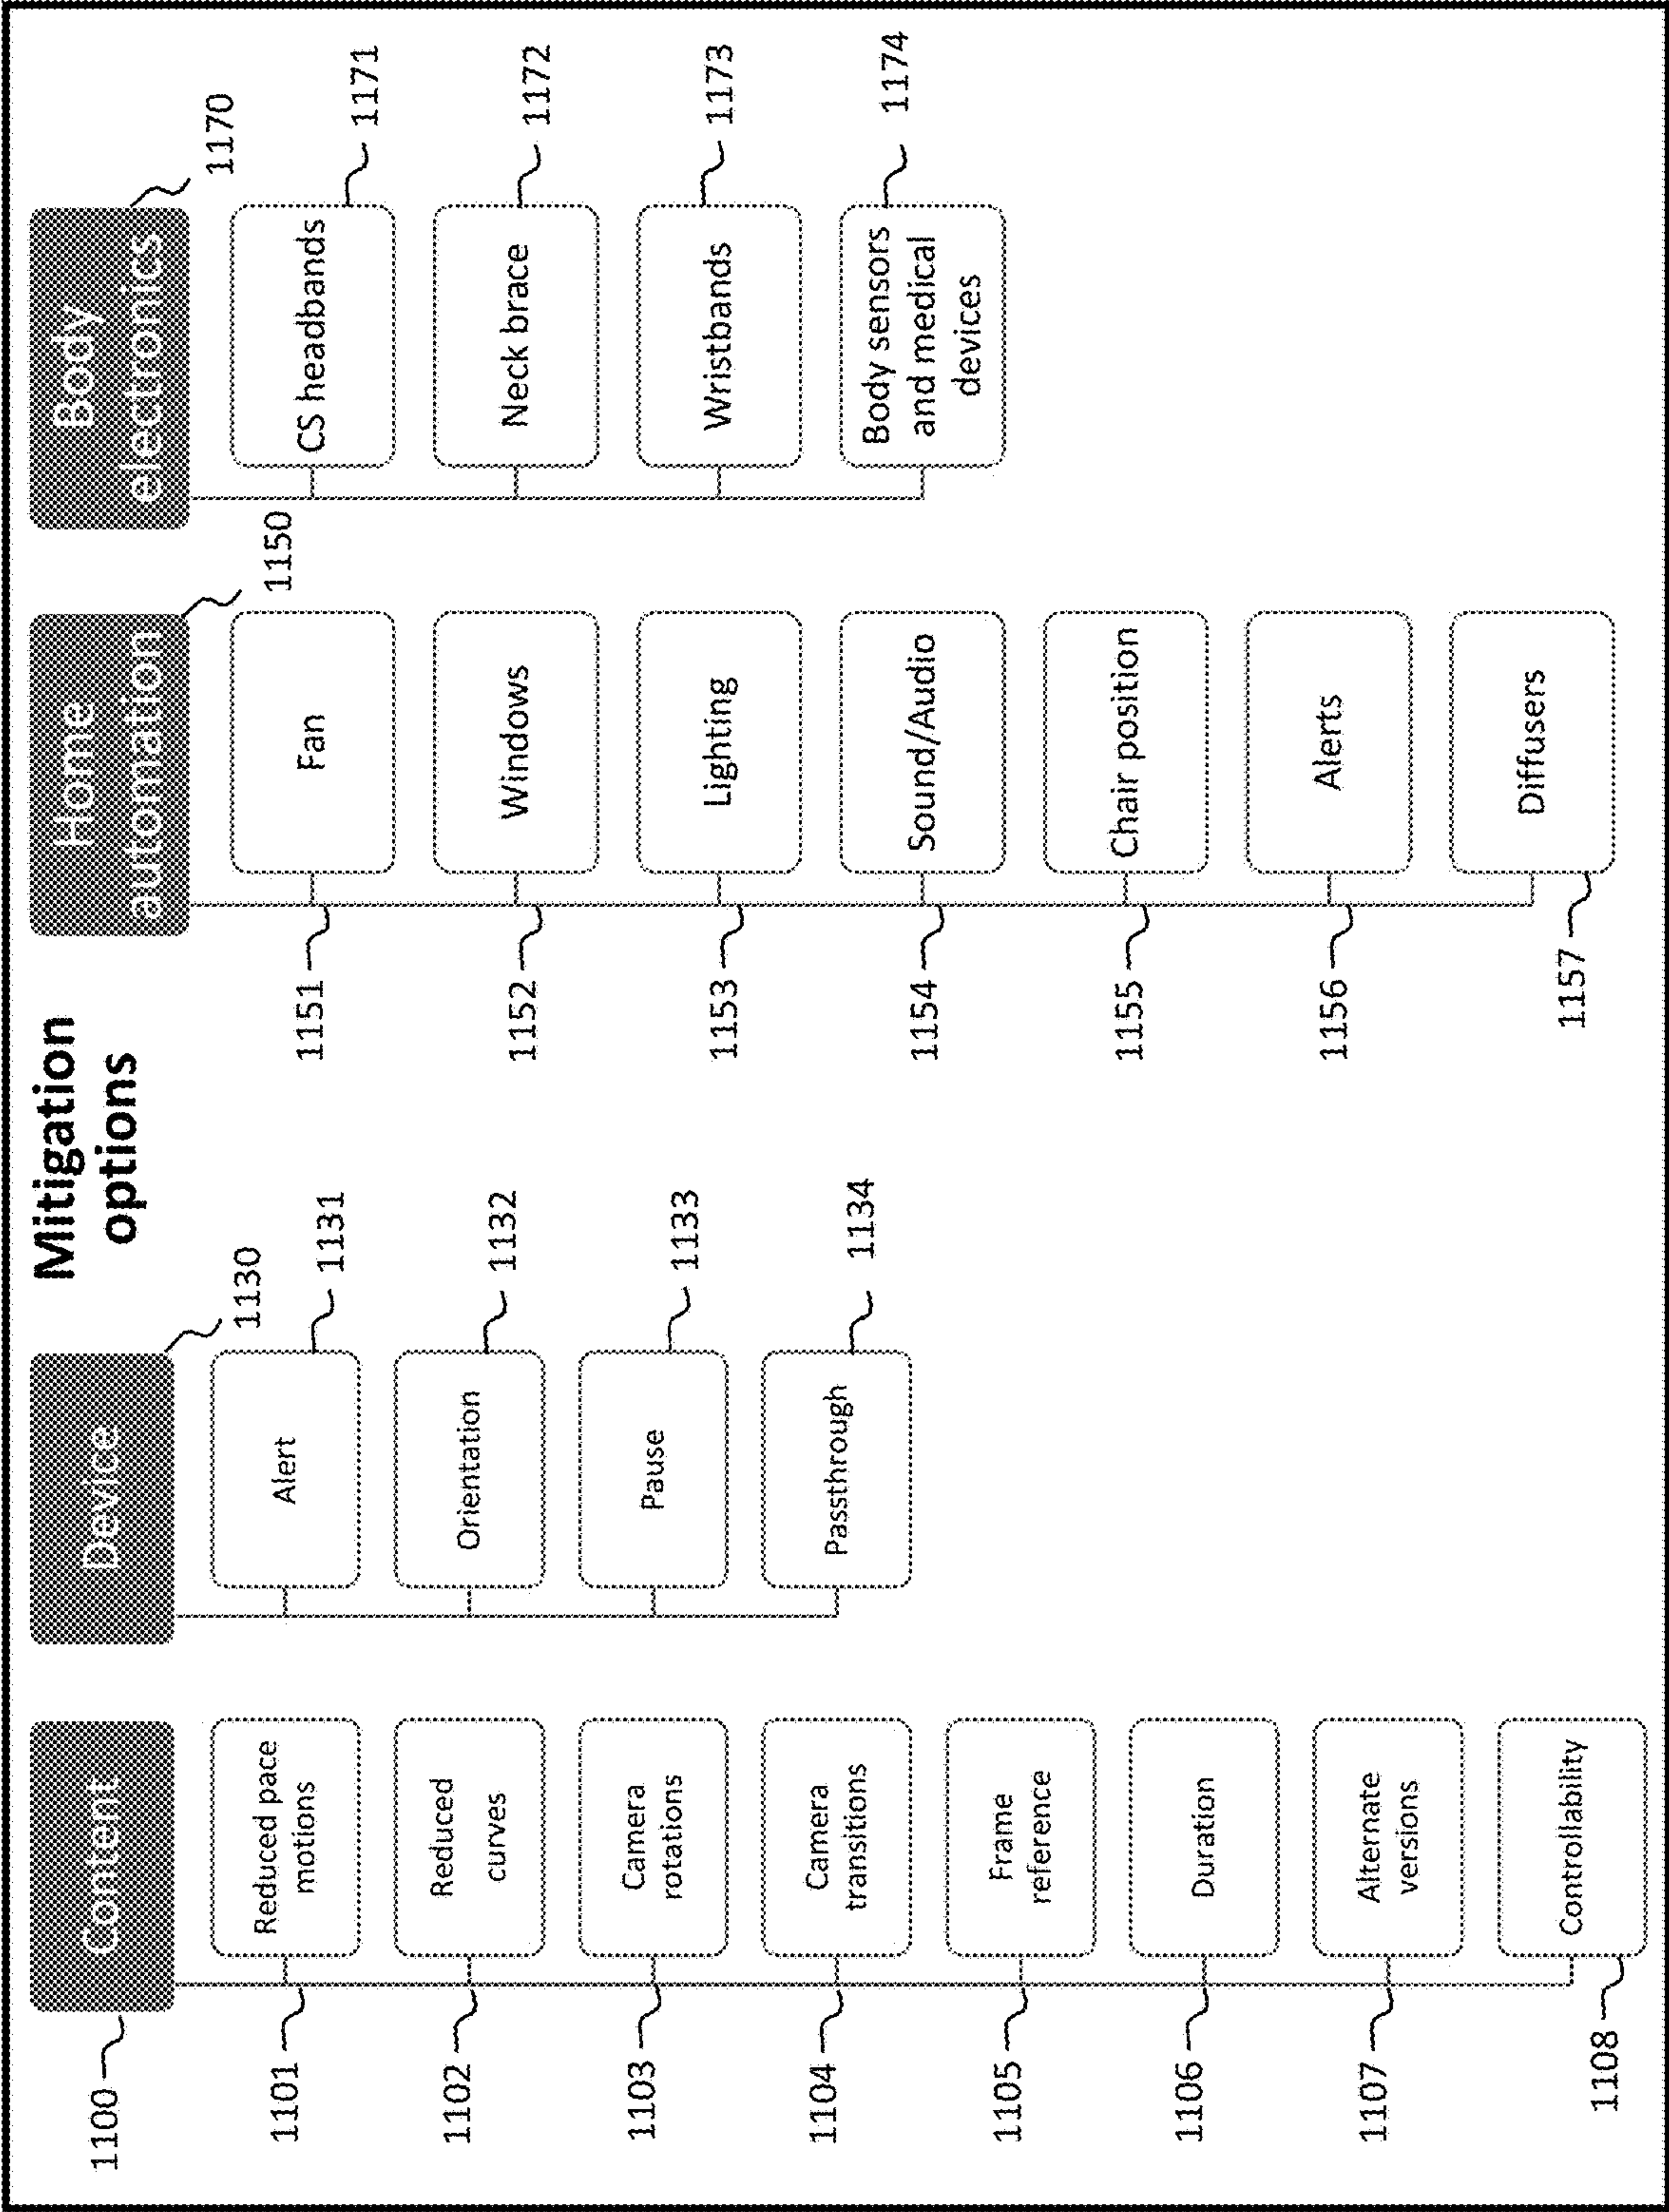 Mitigation
options
Content
1100
Reduced pace
motions
1101
Reduced
curves
1102
Camera
rotations
1103
Camera
transitions
1104
Frame
reference
1105
Duration
1106
Alternate
versions
1107
Controllability
1108
Device
1130
Alert
1131
Orientation
1132
Pause
1133
Passthrough
1134
Home
automation
1150
Fan
1151
Windows
1152
Lighting
1153
Sound/Audio
1154
Chair position
1155
Alerts
1156
Diffusers
1157
Body
electronics
1170
CS headbands
1171
Neck brace
1172
Wristbands
1173
Body sensors
and medical
devices
1174